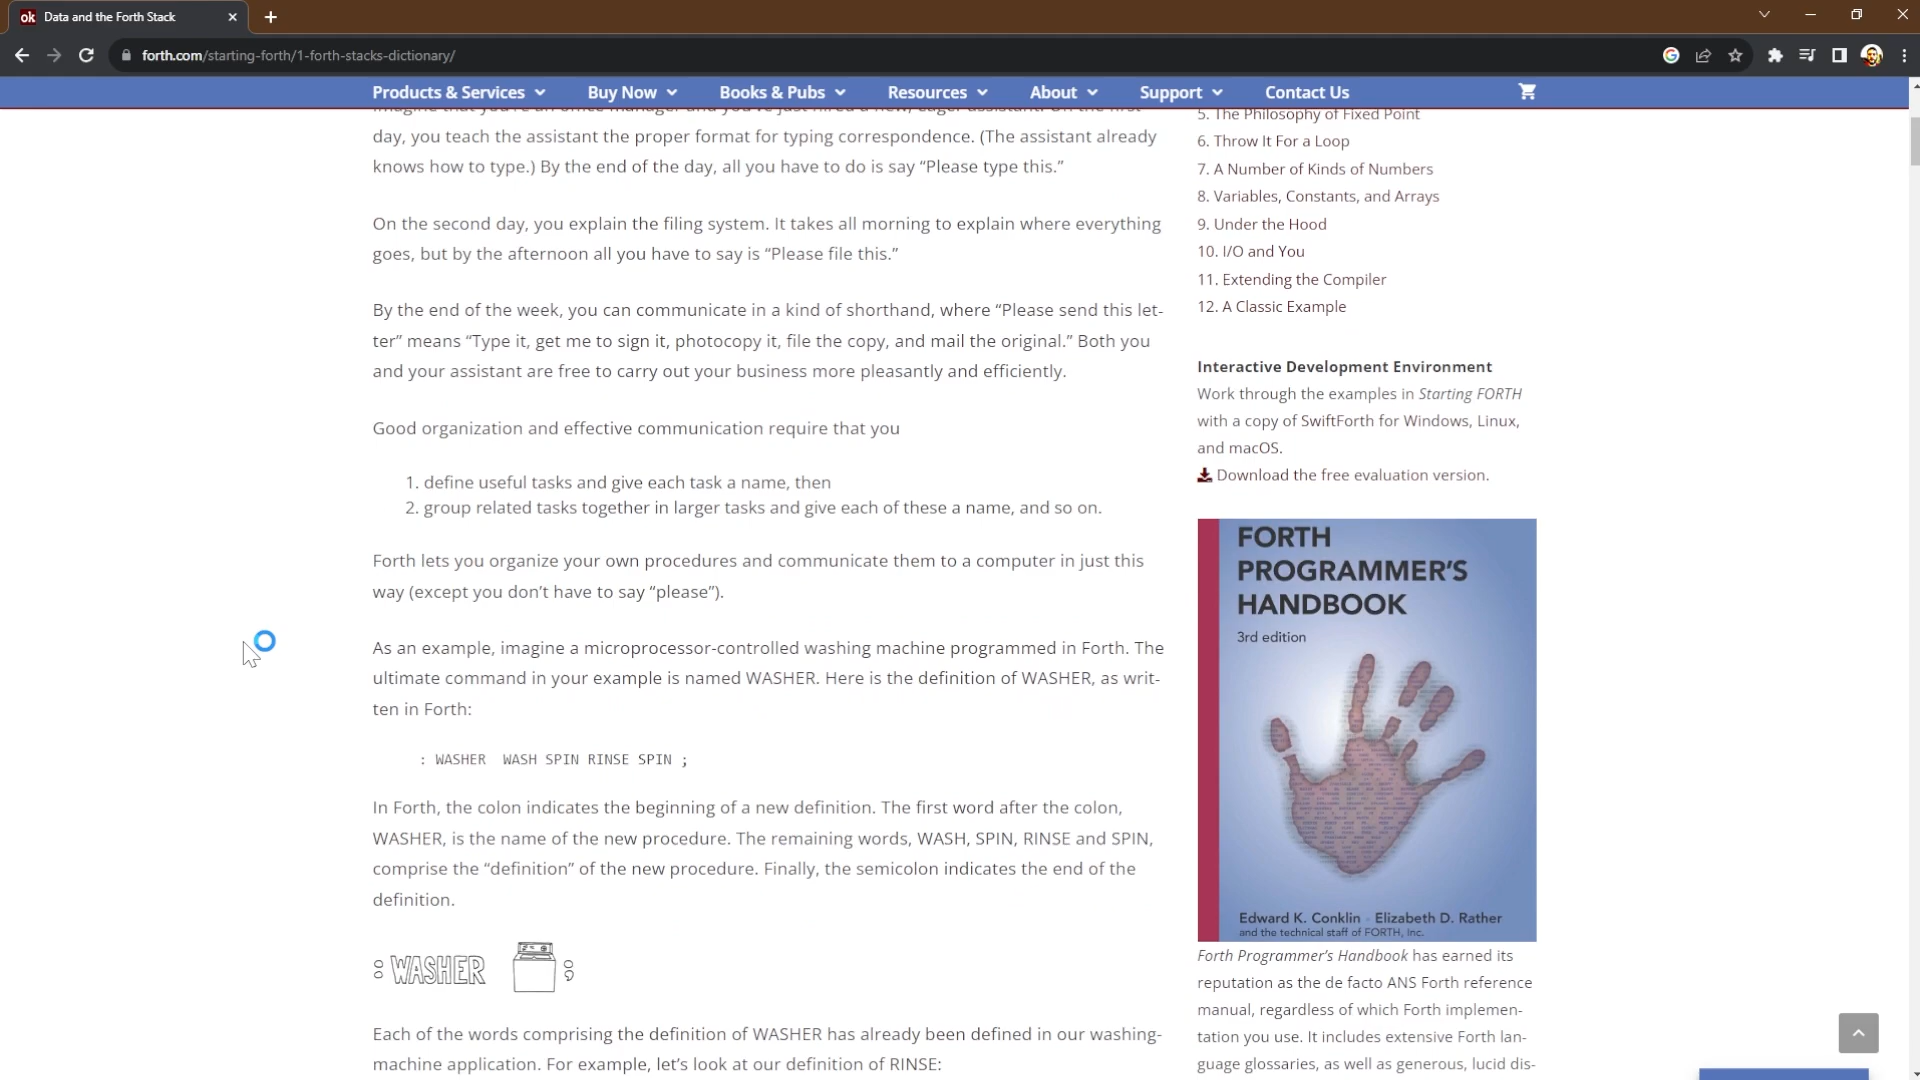 ok Data and the Forth Stack
forth.com/starting-forth/1-forth-stacks-dictionary/
Products & Services Buy Now Books & Pubs Resources About Support Contact Us
Imagine that you're an office manager and you've just hired a new, eager assistant. On the first
day, you teach the assistant the proper format for typing correspondence. (The assistant already
knows how to type.) By the end of the day, all you have to do is say “Please type this.”
On the second day, you explain the filing system. It takes all morning to explain where everything
goes, but by the afternoon all you have to say is “Please file this.”
By the end of the week, you can communicate in a kind of shorthand, where “Please send this let-
ter” means “Type it, get me to sign it, photocopy it, file the copy, and mail the original.” Both you
and your assistant are free to carry out your business more pleasantly and efficiently.
Good organization and effective communication require that you
1. define useful tasks and give each task a name, then
2. group related tasks together in larger tasks and give each of these a name, and so on.
Forth lets you organize your own procedures and communicate them to a computer in just this
way (except you don’t have to say “please”).
As an example, imagine a microprocessor-controlled washing machine programmed in Forth. The
ultimate command in your example is named WASHER. Here is the definition of WASHER, as writ-
ten in Forth:
: WASHER  WASH SPIN RINSE SPIN ;
In Forth, the colon indicates the beginning of a new definition. The first word after the colon,
WASHER, is the name of the new procedure. The remaining words, WASH, SPIN, RINSE and SPIN,
comprise the “definition” of the new procedure. Finally, the semicolon indicates the end of the
definition.
: WASHER ;
Each of the words comprising the definition of WASHER has already been defined in our washing-
machine application. For example, let’s look at our definition of RINSE:
5. The Philosophy of Fixed Point
6. Throw It For a Loop
7. A Number of Kinds of Numbers
8. Variables, Constants, and Arrays
9. Under the Hood
10. I/O and You
11. Extending the Compiler
12. A Classic Example
Interactive Development Environment
Work through the examples in Starting FORTH
with a copy of SwiftForth for Windows, Linux,
and macOS.
Download the free evaluation version.
FORTH
PROGRAMMER'S
HANDBOOK
3rd edition
Edward K. Conklin · Elizabeth D. Rather
and the technical staff of FORTH, Inc.
Forth Programmer’s Handbook has earned its
reputation as the de facto ANS Forth reference
manual, regardless of which Forth implemen-
tation you use. It includes extensive Forth lan-
guage glossaries, as well as generous, lucid dis-